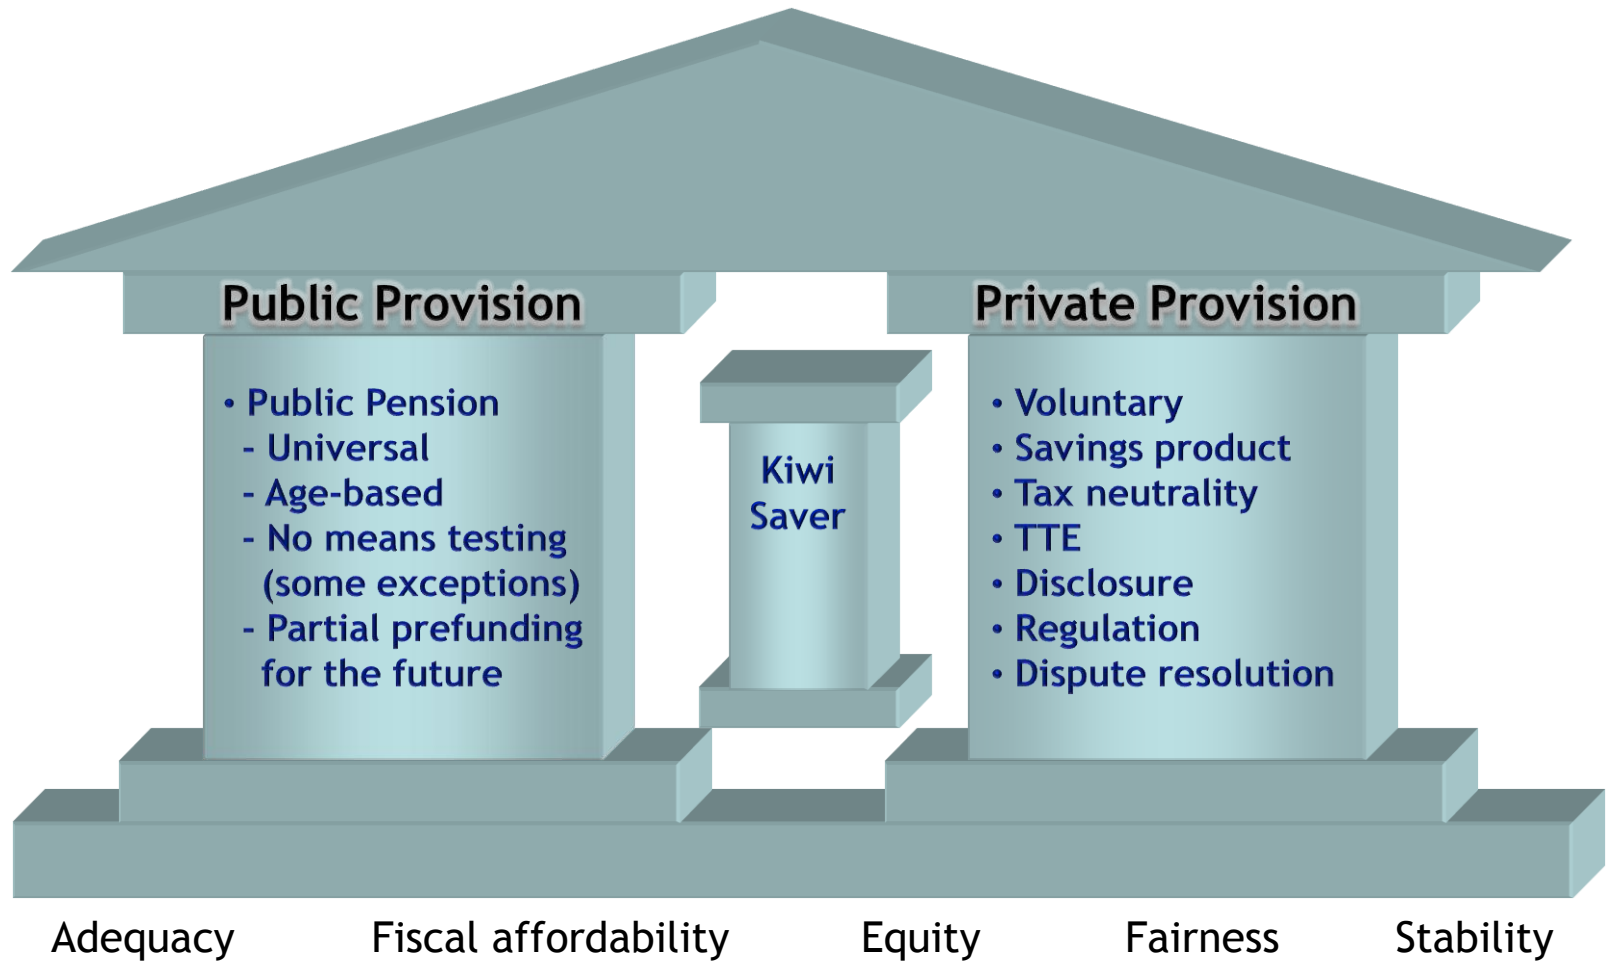 Public Provision
• Public Pension
- Universal
- Age-based
- No means testing
(some exceptions)
- Partial prefunding
for the future
Kiwi
Saver
Private Provision
• Voluntary
• Savings product
• Tax neutrality
• TTE
• Disclosure
• Regulation
• Dispute resolution
Adequacy Fiscal affordability Equity Fairness Stability